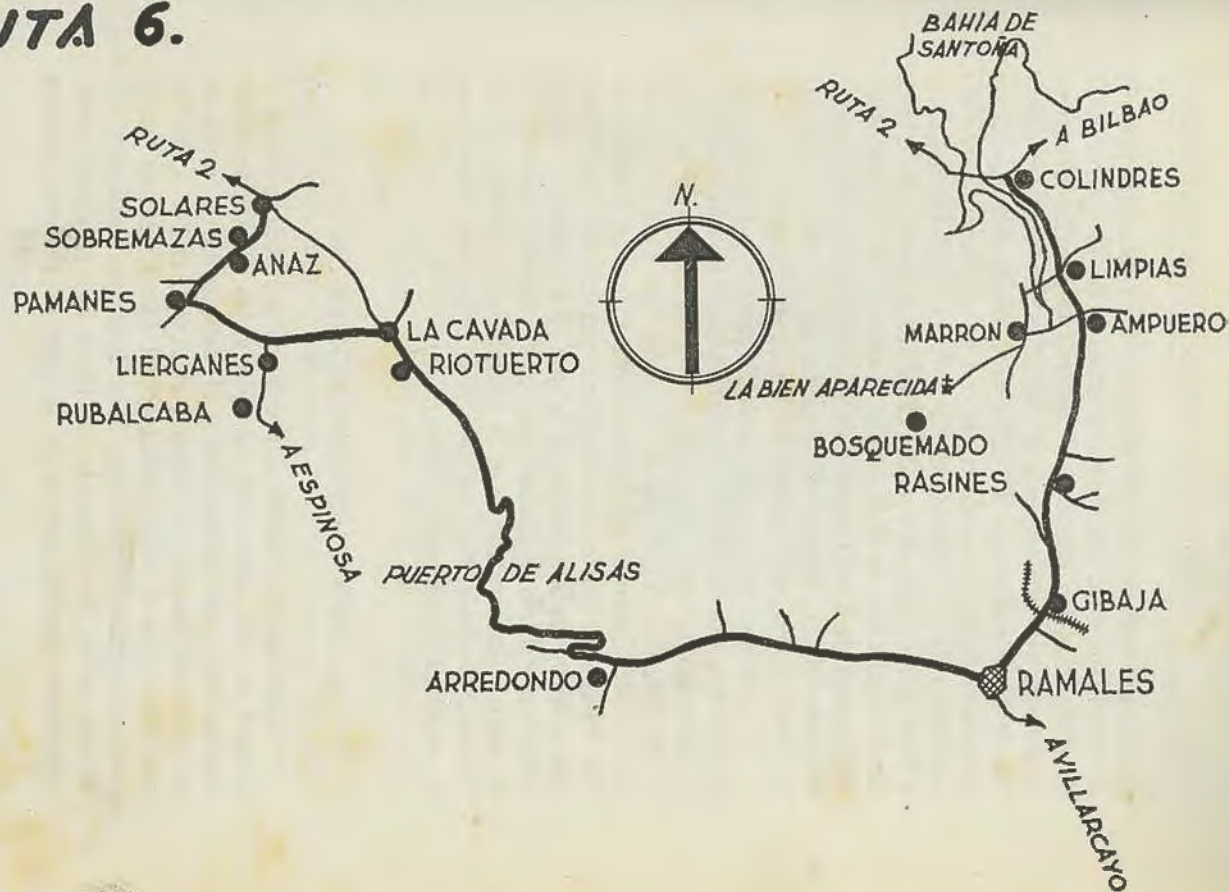 UTA 6.
BAHIA DE
SANTOÑA
RUTA 2
A BILBAO
COLINDRES
RUTA 2
SOLARES
SOBREMAZAS
ANAZ
PAMANES
N.
LIMPIAS
AMPUERO
MARRON
LA CAVADA
RIOTUERTO
LIERGANES
RUBALCABA
LA BIEN APARECIDA
BOSQUEMADO
RASINES
A ESPINOSA
PUERTO DE ALISAS
GIBAJA
ARREDONDO
RAMALES
A VILLARCAYO